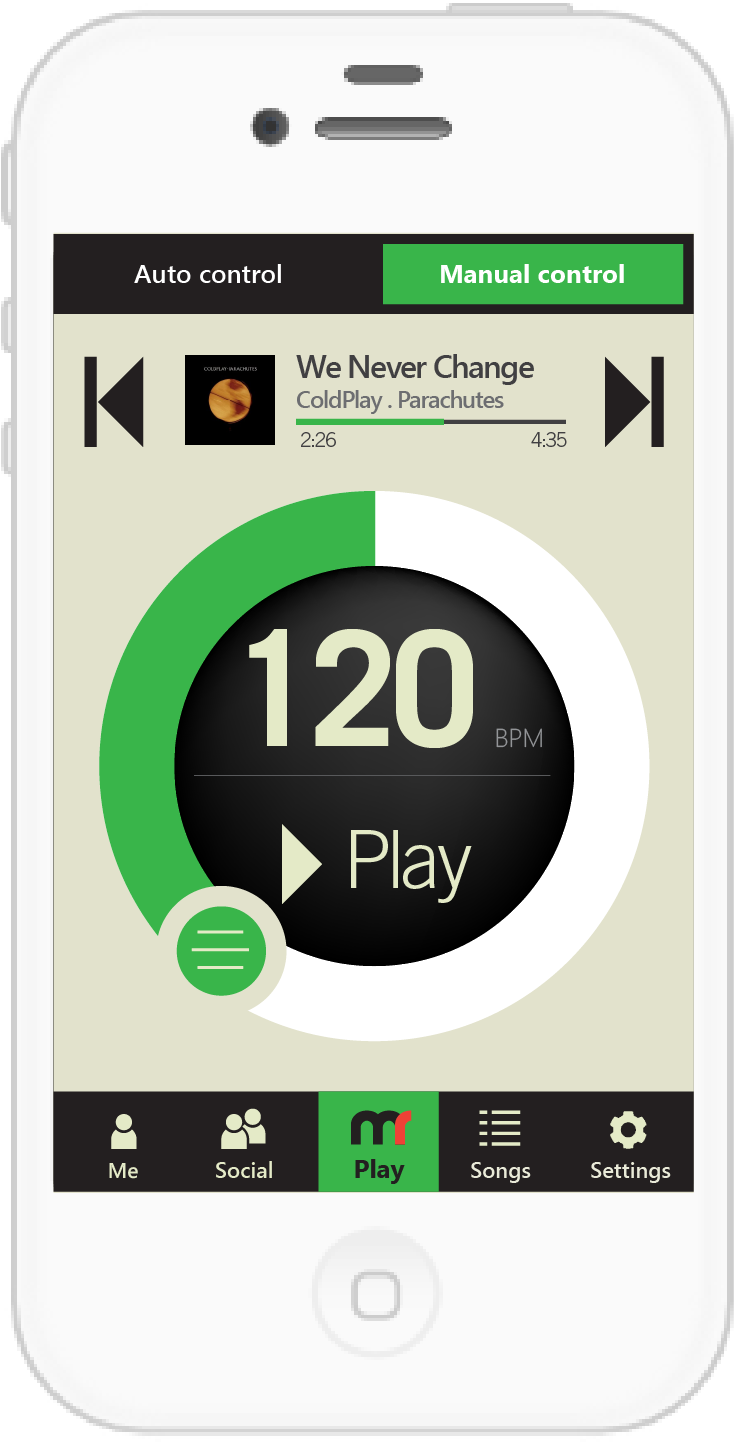 Auto control
Manual control
COLDPLAY·PARACHUTES
We Never Change
ColdPlay . Parachutes
2:26
4:35
120
BPM
Play
mr
Me
Social
Play
Songs
Settings